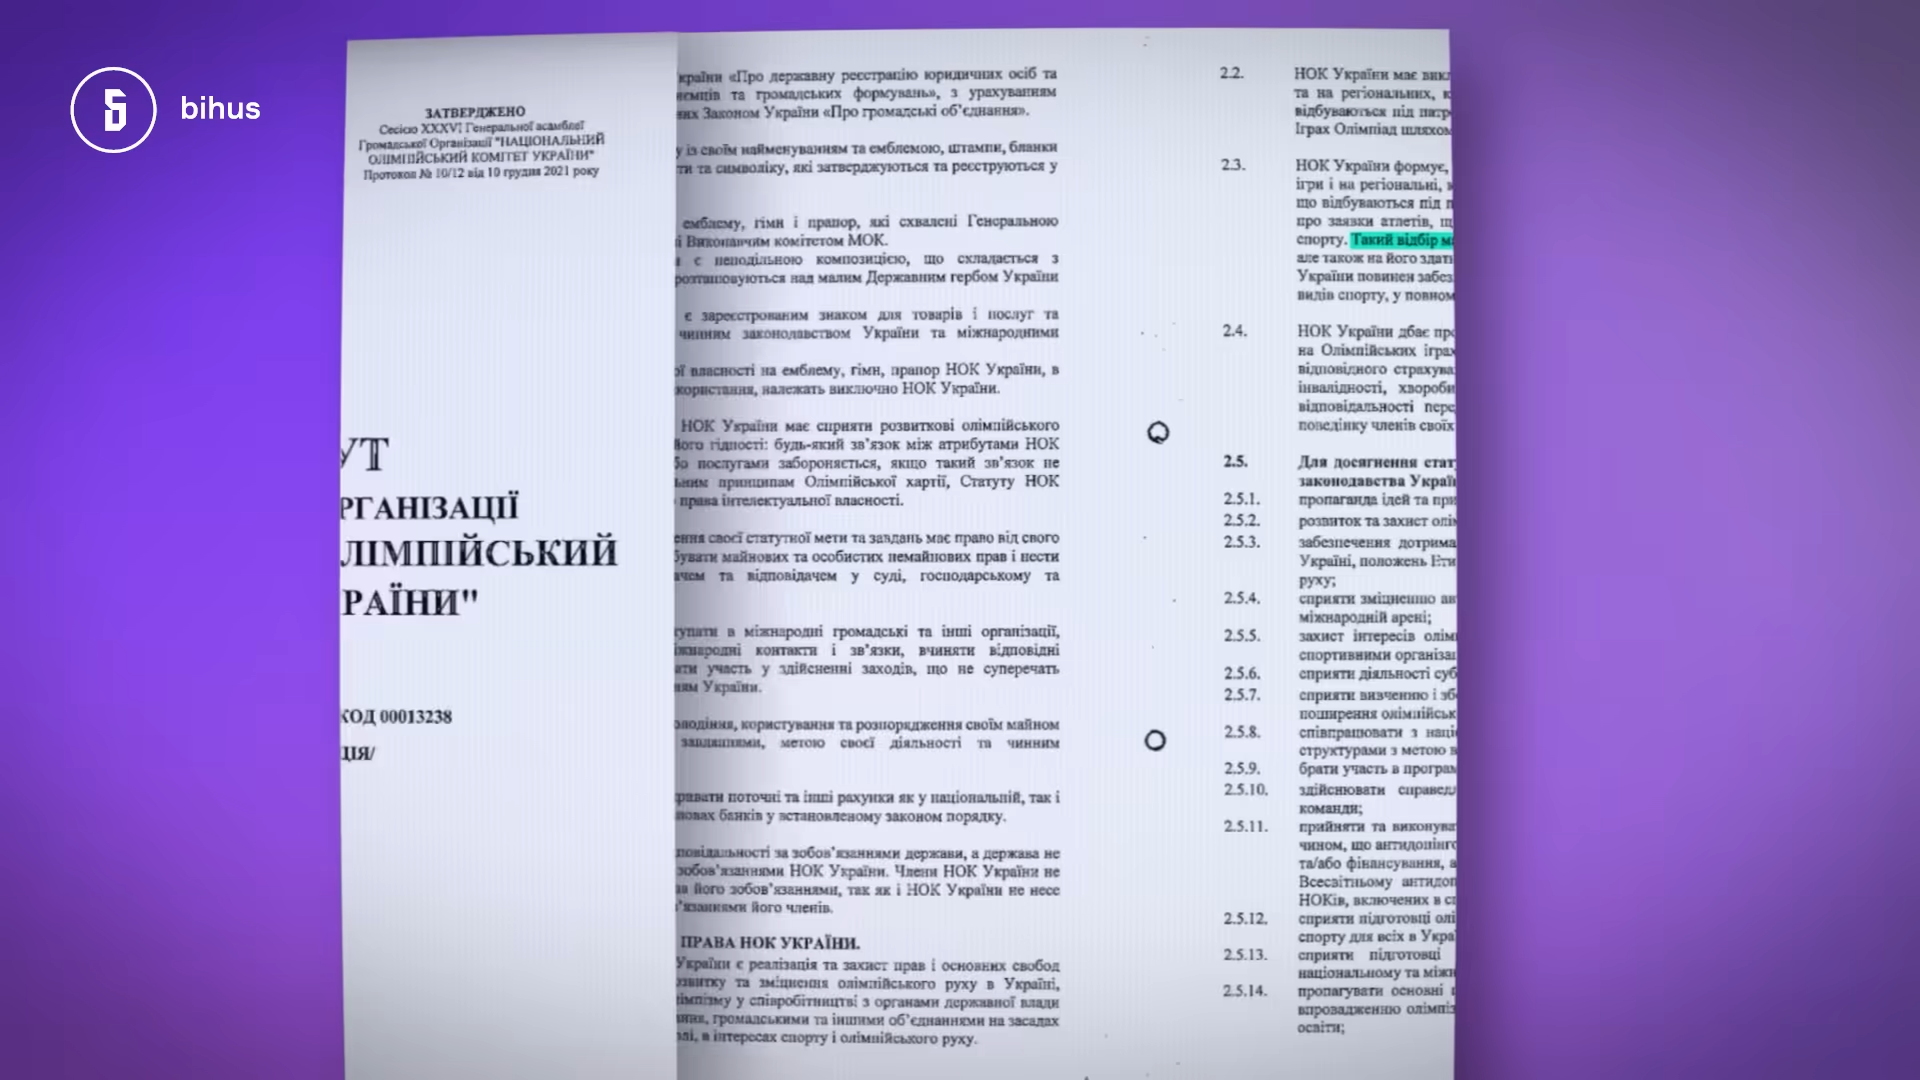 bihus
ЗАТВЕРДЖЕНО
Сесією XXXVI Генеральної асамблеї
Громадської Організації "НАЦІОНАЛЬНИЙ
ОЛІМПІЙСЬКИЙ КОМІТЕТ УКРАЇНИ"
Протокол № 10/12 від 10 грудня 2021 року
УТ
РГАНІЗАЦІЇ
ЛІМПІЙСЬКИЙ
РАЇНИ"
КОД 00013238
ЦІЯ/
країни «Про державну реєстрацію юридичних осіб та
ємців та громадських формувань», з урахуванням
них Законом України «Про громадські об’єднання».
у із своїм найменуванням та емблемою, штампи, бланки
ти та символіку, які затверджуються та реєструються у
емблему, гімн і прапор, які схвалені Генеральною
і Виконавчим комітетом МОК.
є неподільною композицією, що складається з
розташовуються над малим Державним гербом України
є зареєстрованим знаком для товарів і послуг та
чинним законодавством України та міжнародними
ої власності на емблему, гімн, прапор НОК України, в
користання, належать виключно НОК України.
НОК України має сприяти розвиткові олімпійського
його гідності: будь-який зв’язок між атрибутами НОК
бо послугами забороняється, якщо такий зв’язок не
ьним принципам Олімпійської хартії, Статуту НОК
права інтелектуальної власності.
ення своєї статутної мети та завдань має право від свого
бувати майнових та особистих немайнових прав і нести
ачем та відповідачем у суді, господарському та
тупати в міжнародні громадські та інші організації,
іжнародні контакти і зв’язки, вчиняти відповідні
ати участь у здійсненні заходів, що не суперечать
ням України.
олодіння, користування та розпорядження своїм майном
завданнями, метою своєї діяльності та чинним
кривати поточні та інші рахунки як у національній, так і
новах банків у встановленому законом порядку.
повідальності за зобов’язаннями держави, а держава не
зобов’язаннями НОК України. Члени НОК України не
за його зобов’язаннями, так як і НОК України не несе
’язаннями його членів.
ПРАВА НОК УКРАЇНИ.
України є реалізація та захист прав і основних свобод
звитку та зміцнення олімпійського руху в Україні,
імпізму у співробітництві з органами державної влади
ння, громадськими та іншими об’єднаннями на засадах
лі, в інтересах спорту і олімпійського руху.
2.2. НОК України має викл
та на регіональних, к
відбуваються під патр
Іграх Олімпіад шляхом
2.3. НОК України формує,
ігри і на регіональні, к
що відбуваються під п
про заявки атлетів, щ
спорту. Такий відбір ма
але також на його здатн
України повинен забез
видів спорту, у повном
2.4. НОК України дбає про
на Олімпійських іграх
відповідного страхува
інвалідності, хвороби
відповідальності пере
поведінку членів своїх
2.5. Для досягнення стат
законодавства Украї
2.5.1. пропаганда ідей та при
2.5.2. розвиток та захист олі
2.5.3. забезпечення дотрима
Україні, положень Ети
руху;
2.5.4. сприяти зміцненню ав
міжнародній арені;
2.5.5. захист інтересів олім
спортивними організа
2.5.6. сприяти діяльності суб
2.5.7. сприяти вивченню і зб
поширення олімпійськ
2.5.8. співпрацювати з наці
структурами з метою в
2.5.9. брати участь в програм
2.5.10. здійснювати справед
команди;
2.5.11. прийняти та виконува
чином, що антидопінго
та/або фінансування, а
Всесвітньому антидоп
НОКів, включених в с
2.5.12. сприяти підготовці олі
спорту для всіх в Укра
2.5.13. сприяти підготовці
національному та міжн
2.5.14. пропагувати основні п
впровадженню олімпіз
освіти;